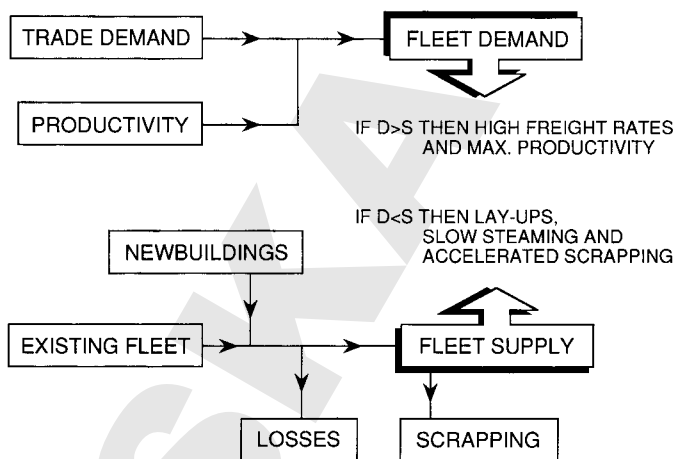 TRADE DEMAND
FLEET DEMAND
PRODUCTIVITY
IF D>S THEN HIGH FREIGHT RATES
AND MAX. PRODUCTIVITY
IF D<S THEN LAY-UPS,
SLOW STEAMING AND
ACCELERATED SCRAPPING
NEWBUILDINGS
EXISTING FLEET
FLEET SUPPLY
LOSSES
SCRAPPING
SKA